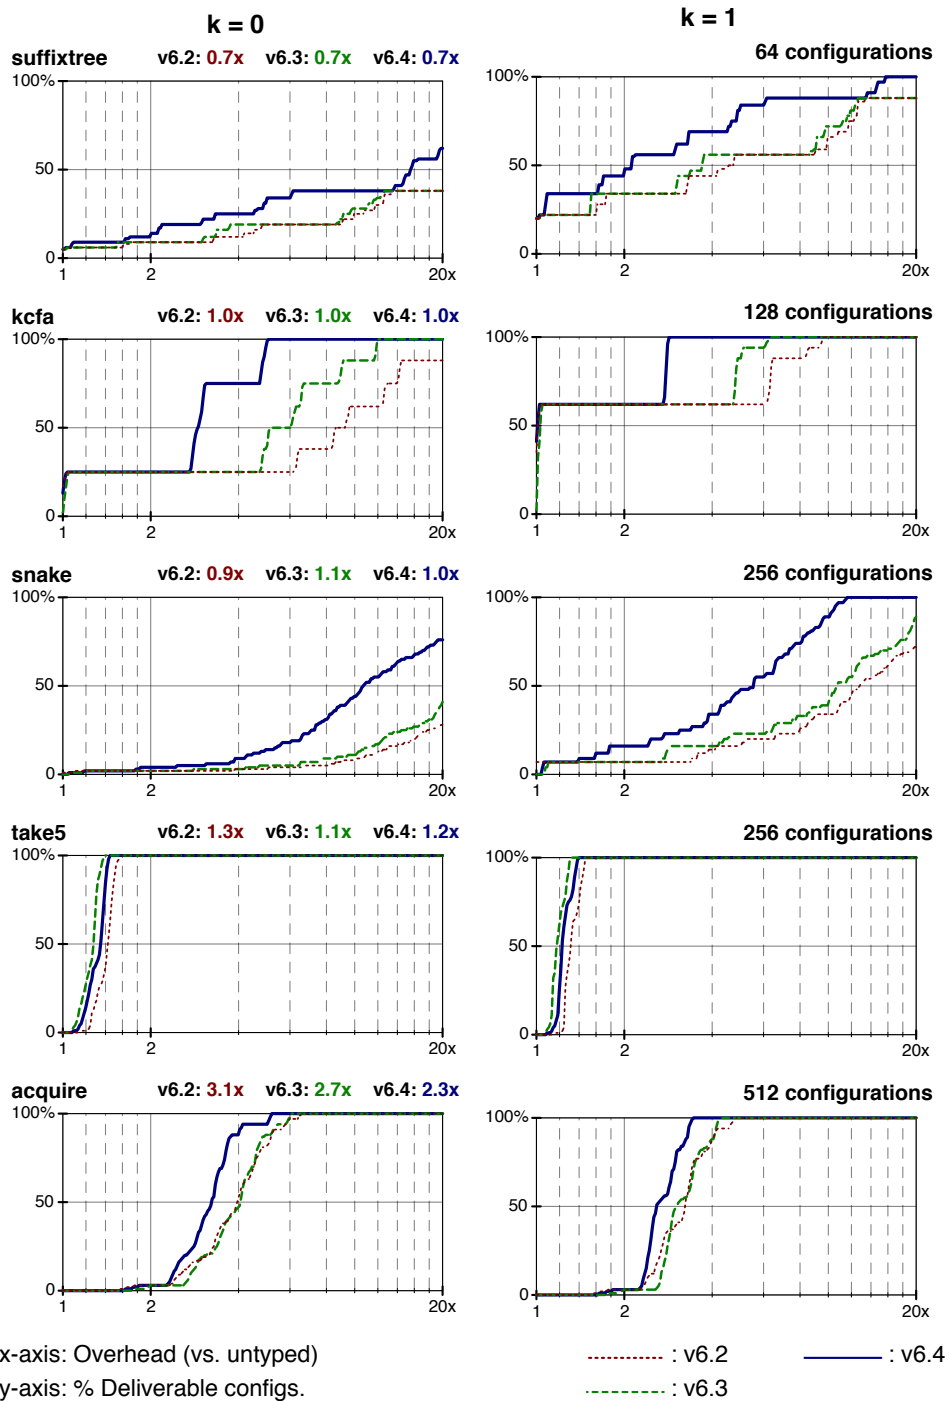 k = 0
k = 1
suffixtree v6.2: 0.7x v6.3: 0.7x v6.4: 0.7x
64 configurations
100%
50
0
1 2 20x
100%
50
0
1 2 20x
kcfa v6.2: 1.0x v6.3: 1.0x v6.4: 1.0x
128 configurations
100%
50
0
1 2 20x
100%
50
0
1 2 20x
snake v6.2: 0.9x v6.3: 1.1x v6.4: 1.0x
256 configurations
100%
50
0
1 2 20x
100%
50
0
1 2 20x
take5 v6.2: 1.3x v6.3: 1.1x v6.4: 1.2x
256 configurations
100%
50
0
1 2 20x
100%
50
0
1 2 20x
acquire v6.2: 3.1x v6.3: 2.7x v6.4: 2.3x
512 configurations
100%
50
0
1 2 20x
100%
50
0
1 2 20x
x-axis: Overhead (vs. untyped)
y-axis: % Deliverable configs.
: v6.2 : v6.4
: v6.3